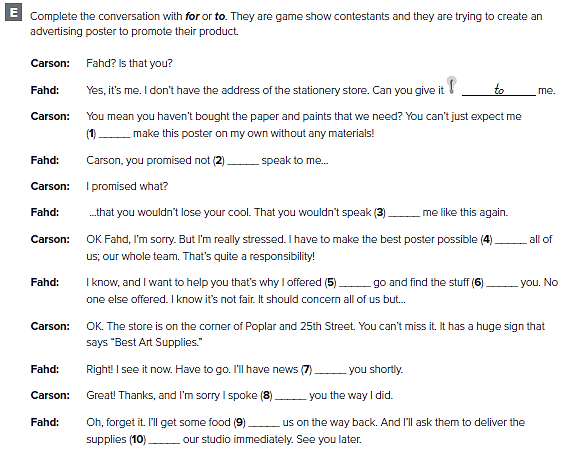 E Complete the conversation with for or to. They are game show contestants and they are trying to create an
advertising poster to promote their product.
Carson: Fahd? Is that you?
Fahd: Yes, it's me. I don't have the address of the stationery store. Can you give it ___to___ me.
Carson: You mean you haven't bought the paper and paints that we need? You can't just expect me
(1) _____ make this poster on my own without any materials!
Fahd: Carson, you promised not (2) _____ speak to me...
Carson: I promised what?
Fahd: ...that you wouldn't lose your cool. That you wouldn't speak (3) _____ me like this again.
Carson: OK Fahd, I'm sorry. But I'm really stressed. I have to make the best poster possible (4) _____ all of
us; our whole team. That's quite a responsibility!
Fahd: I know, and I want to help you that's why I offered (5) _____ go and find the stuff (6) _____ you. No
one else offered. I know it's not fair. It should concern all of us but...
Carson: OK. The store is on the corner of Poplar and 25th Street. You can't miss it. It has a huge sign that
says "Best Art Supplies."
Fahd: Right! I see it now. Have to go. I'll have news (7) _____ you shortly.
Carson: Great! Thanks, and I'm sorry I spoke (8) _____ you the way I did.
Fahd: Oh, forget it. I'll get some food (9) _____ us on the way back. And I'll ask them to deliver the
supplies (10) _____ our studio immediately. See you later.